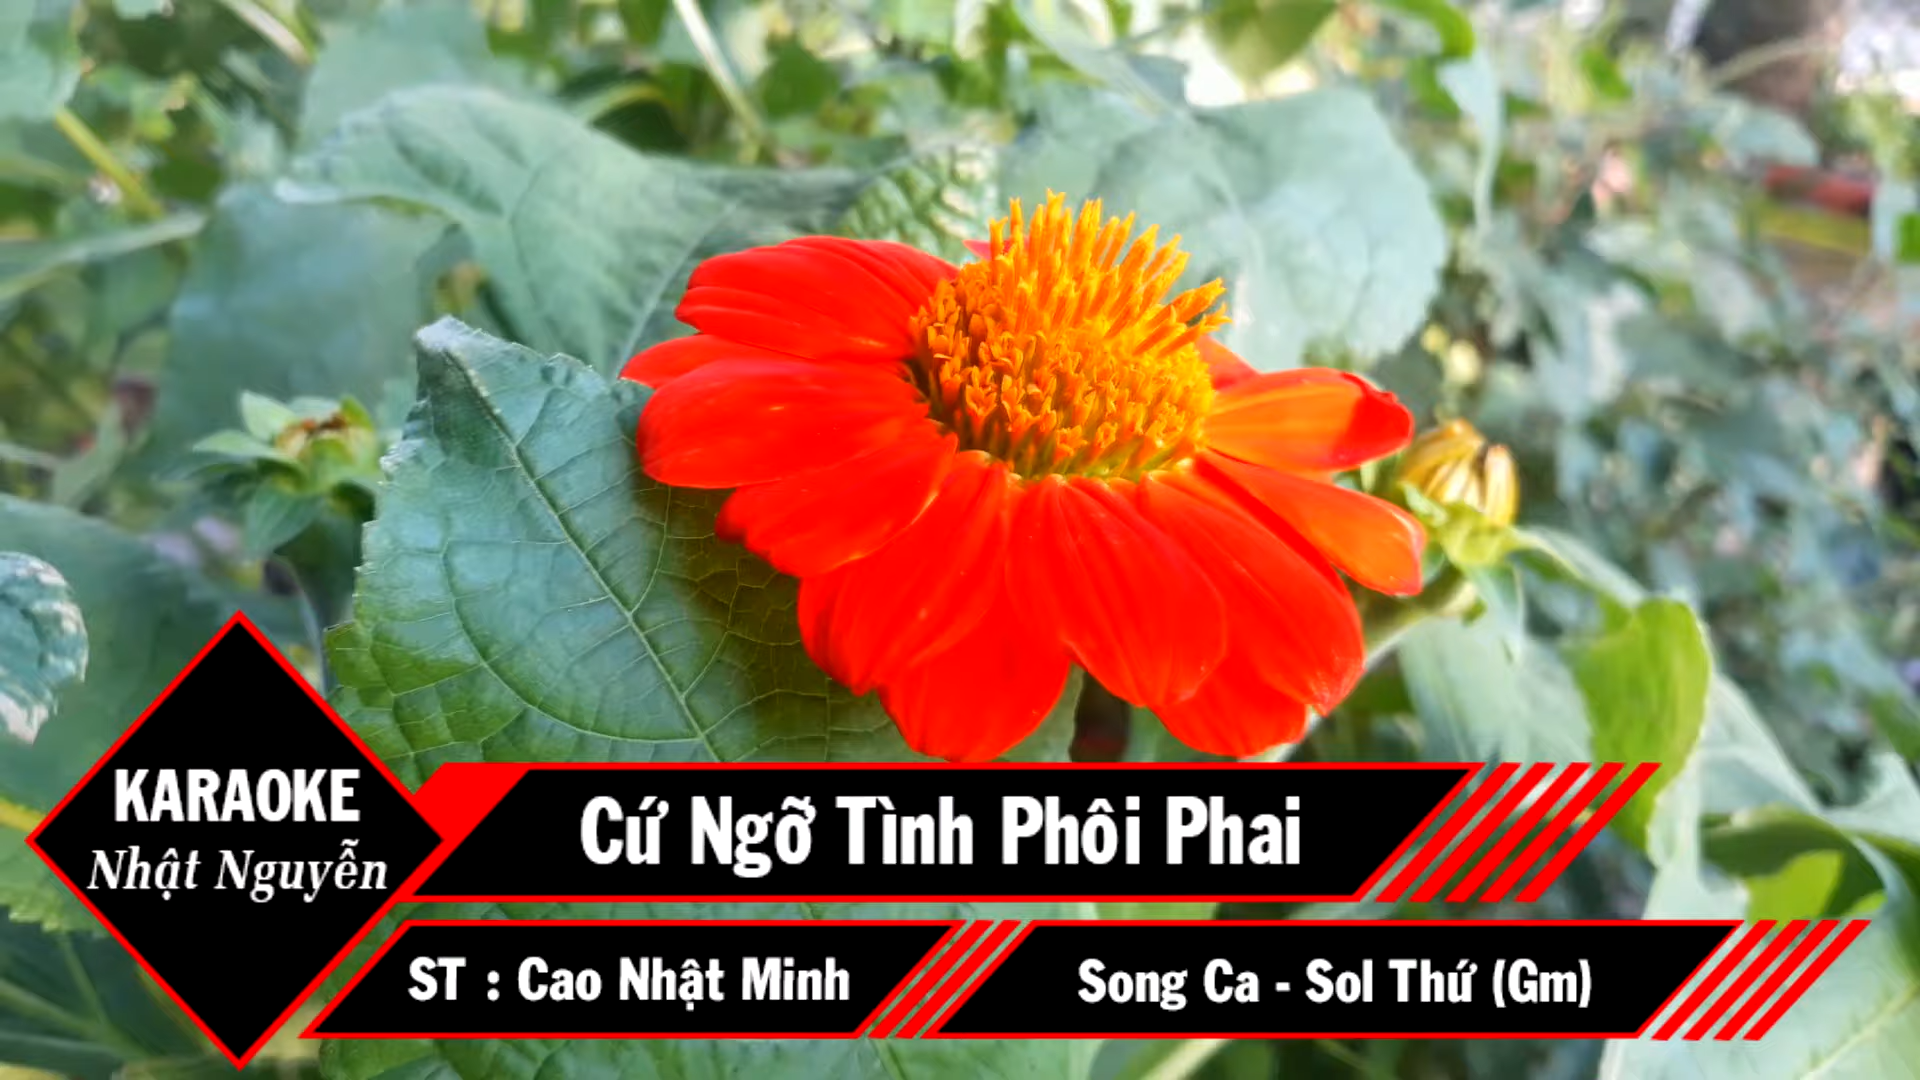 KARAOKE
Nhật Nguyễn
Cứ Ngỡ Tình Phôi Phai
ST : Cao Nhật Minh
Song Ca - Sol Thứ (Gm)